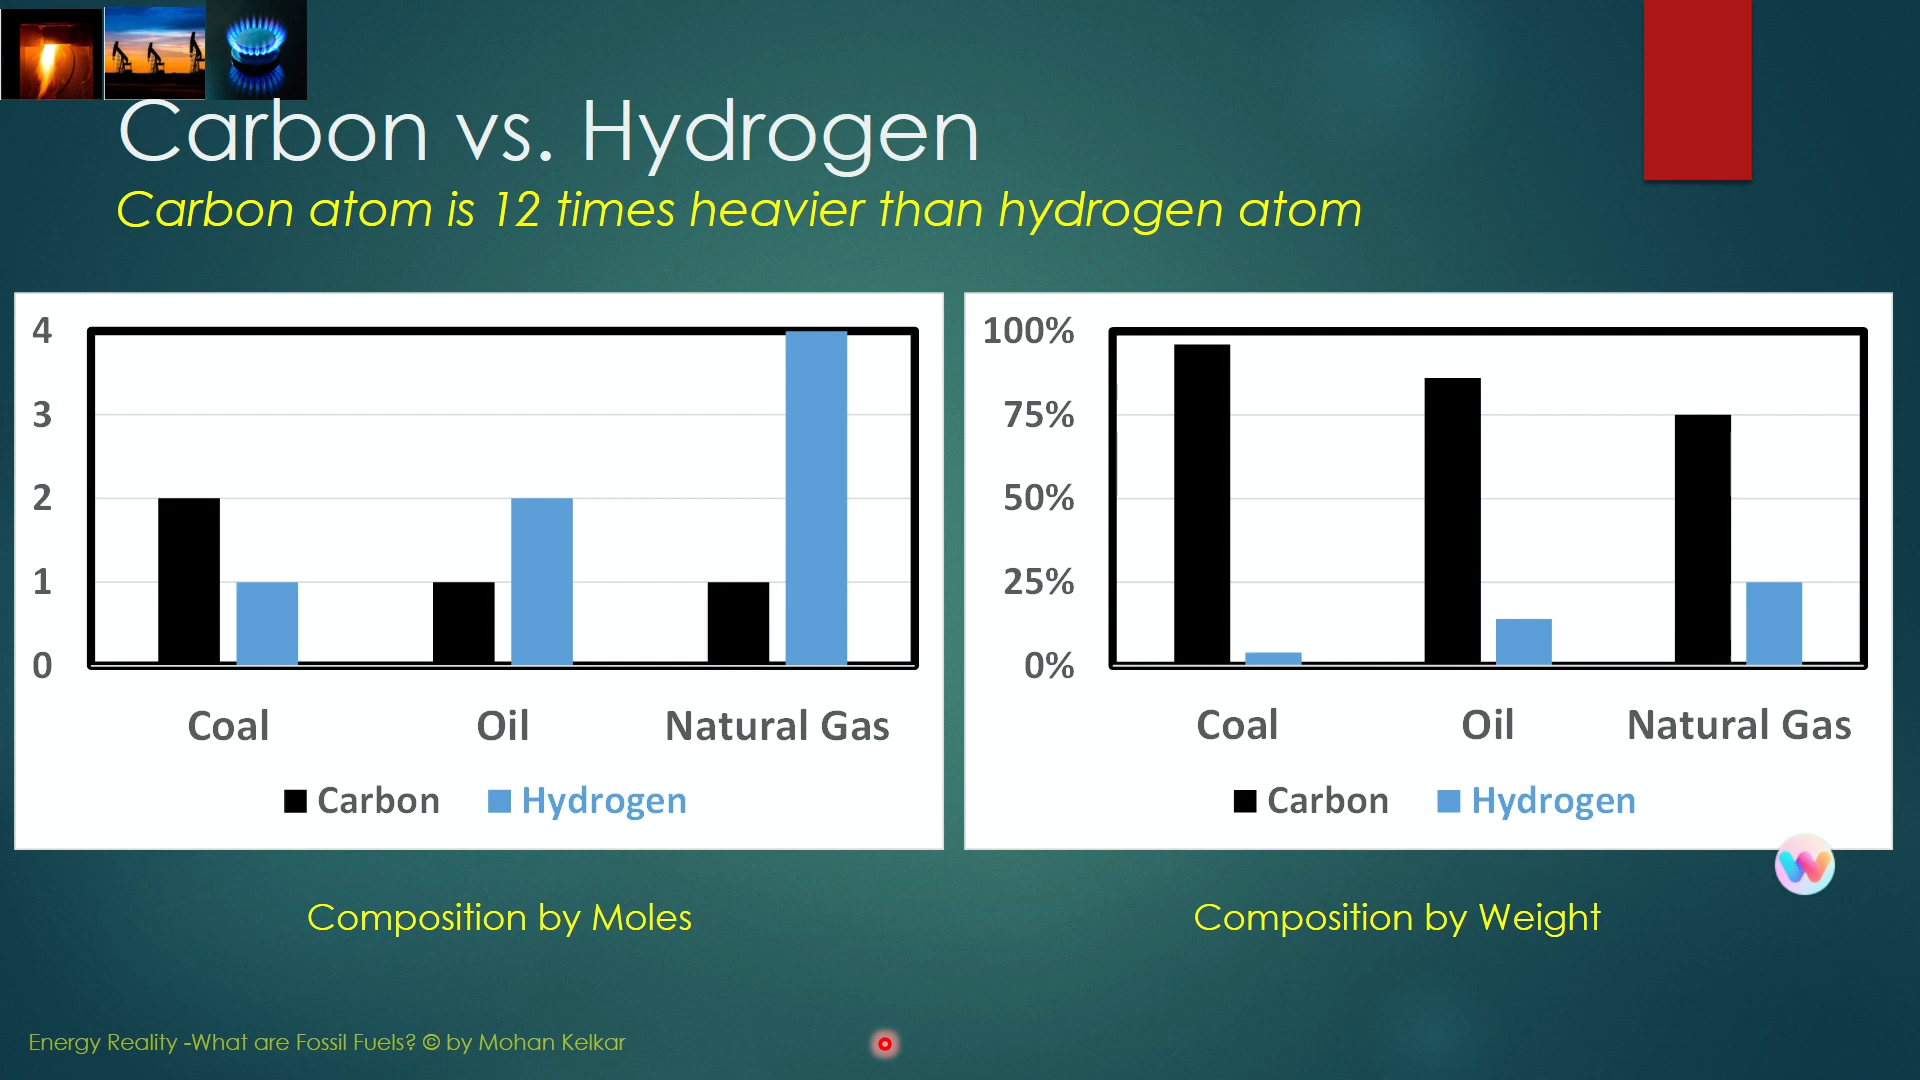 Carbon vs. Hydrogen
Carbon atom is 12 times heavier than hydrogen atom
4
3
2
1
0
Coal Oil Natural Gas
Carbon Hydrogen
Composition by Moles
100%
75%
50%
25%
0%
Coal Oil Natural Gas
Carbon Hydrogen
Composition by Weight
Energy Reality -What are Fossil Fuels? © by Mohan Kelkar